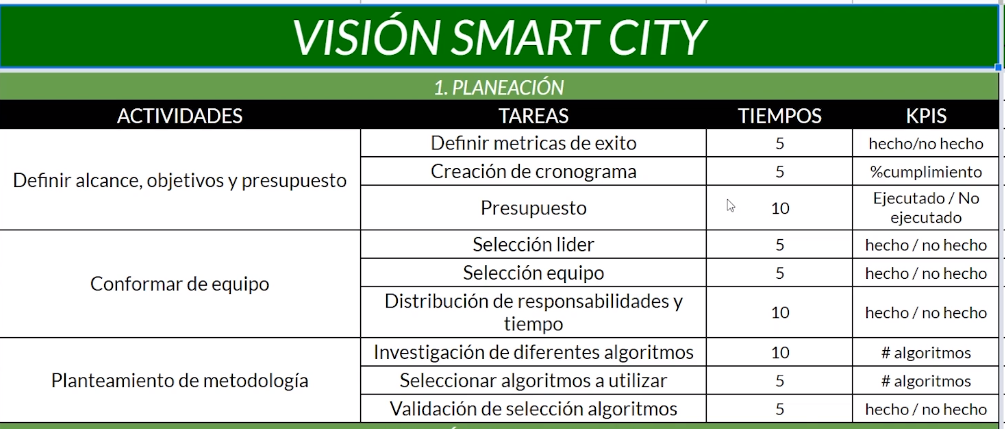 VISIÓN SMART CITY
1. PLANEACIÓN
ACTIVIDADES TAREAS TIEMPOS KPIS
Definir alcance, objetivos y presupuesto
Definir metricas de exito 5 hecho/no hecho
Creación de cronograma 5 %cumplimiento
Presupuesto 10 Ejecutado / No
ejecutado
Conformar de equipo
Selección lider 5 hecho / no hecho
Selección equipo 5 hecho / no hecho
Distribución de responsabilidades y
tiempo 10 hecho / no hecho
Planteamiento de metodología
Investigación de diferentes algoritmos 10 # algoritmos
Seleccionar algoritmos a utilizar 5 # algoritmos
Validación de selección algoritmos 5 hecho / no hecho